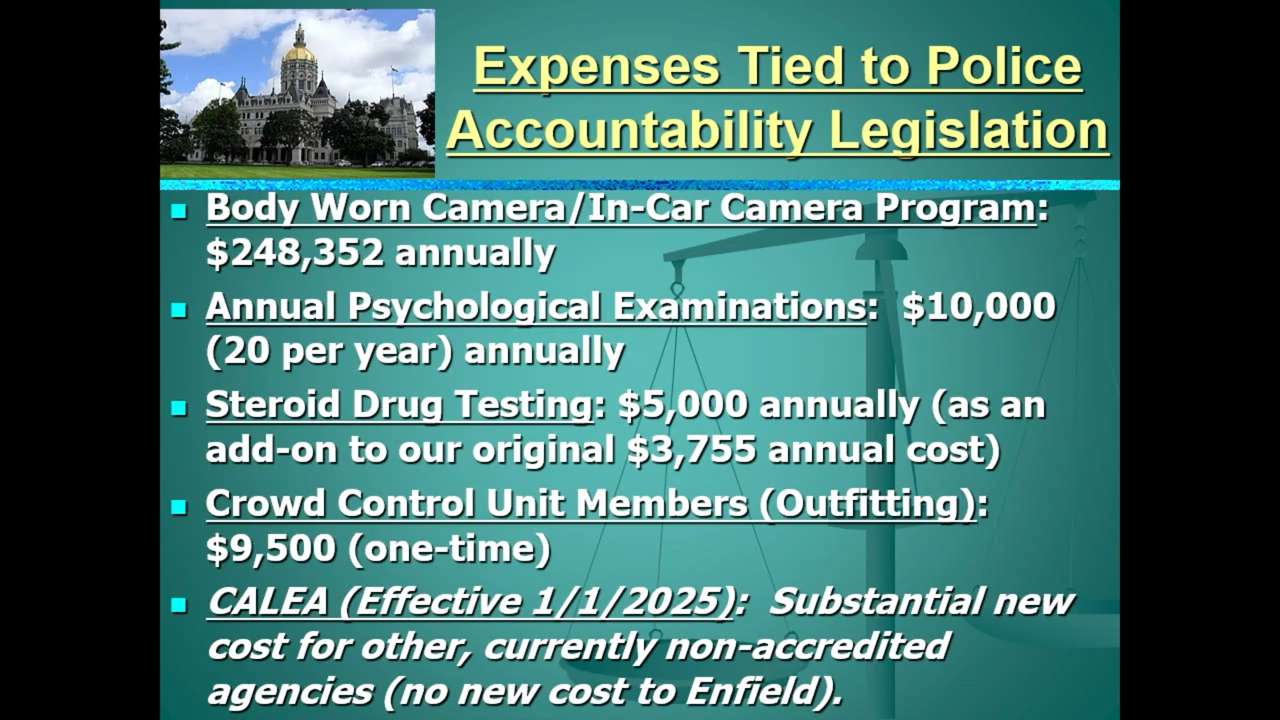 Expenses Tied to Police
Accountability Legislation
Body Worn Camera/In-Car Camera Program:
$248,352 annually
Annual Psychological Examinations:  $10,000
(20 per year) annually
Steroid Drug Testing: $5,000 annually (as an
add-on to our original $3,755 annual cost)
Crowd Control Unit Members (Outfitting):
$9,500 (one-time)
CALEA (Effective 1/1/2025):  Substantial new
cost for other, currently non-accredited
agencies (no new cost to Enfield).